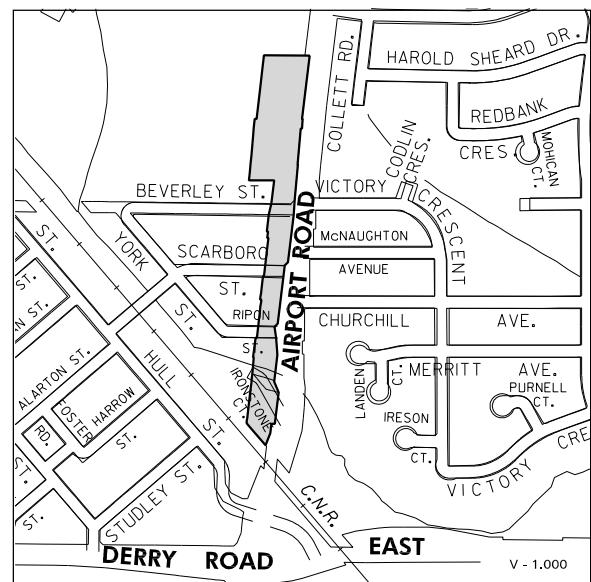 HAROLD SHEARD DR.
COLLETT RD.
REDBANK
CRES.
MOHICAN
CT.
CODLIN
CRES.
BEVERLEY ST.
VICTORY
CRESCENT
YORK
ST.
ST.
SCARBORO
ST.
McNAUGHTON
AVENUE
AIRPORT ROAD
ST.
RIPON
ST.
CHURCHILL
AVE.
AN ST.
ALARTON ST.
HULL
ST.
IRONSTONE
CT.
LANDEN
CT.
MERRITT
AVE.
PURNELL
CT.
IRESON
CT.
FOSTER
RD.
HARROW
ST.
ST.
ST.
STUDLEY ST.
VICTORY
CRE
C.N.R.
DERRY ROAD
EAST
V - 1.000